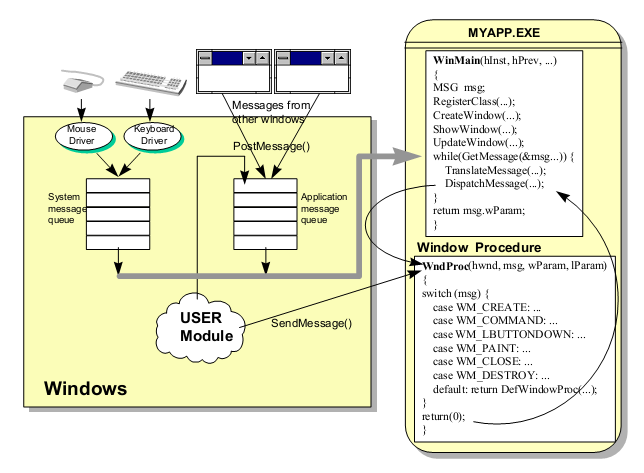 MYAPP.EXE
WinMain(hInst, hPrev, ...)
{
MSG msg;
RegisterClass(...);
CreateWindow(...);
ShowWindow(...);
UpdateWindow(...);
while(GetMessage(&msg...)) {
TranslateMessage(...);
DispatchMessage(...);
}
return msg.wParam;
}
Messages from
other windows
Mouse
Driver
Keyboard
Driver
PostMessage()
System
message
queue
Application
message
queue
Window Procedure
WndProc(hwnd, msg, wParam, lParam)
{
switch (msg) {
case WM_CREATE: ...
case WM_COMMAND: ...
case WM_LBUTTONDOWN: ...
case WM_PAINT: ...
case WM_CLOSE: ...
case WM_DESTROY: ...
default: return DefWindowProc(...);
}
return(0);
}
USER
Module
SendMessage()
Windows